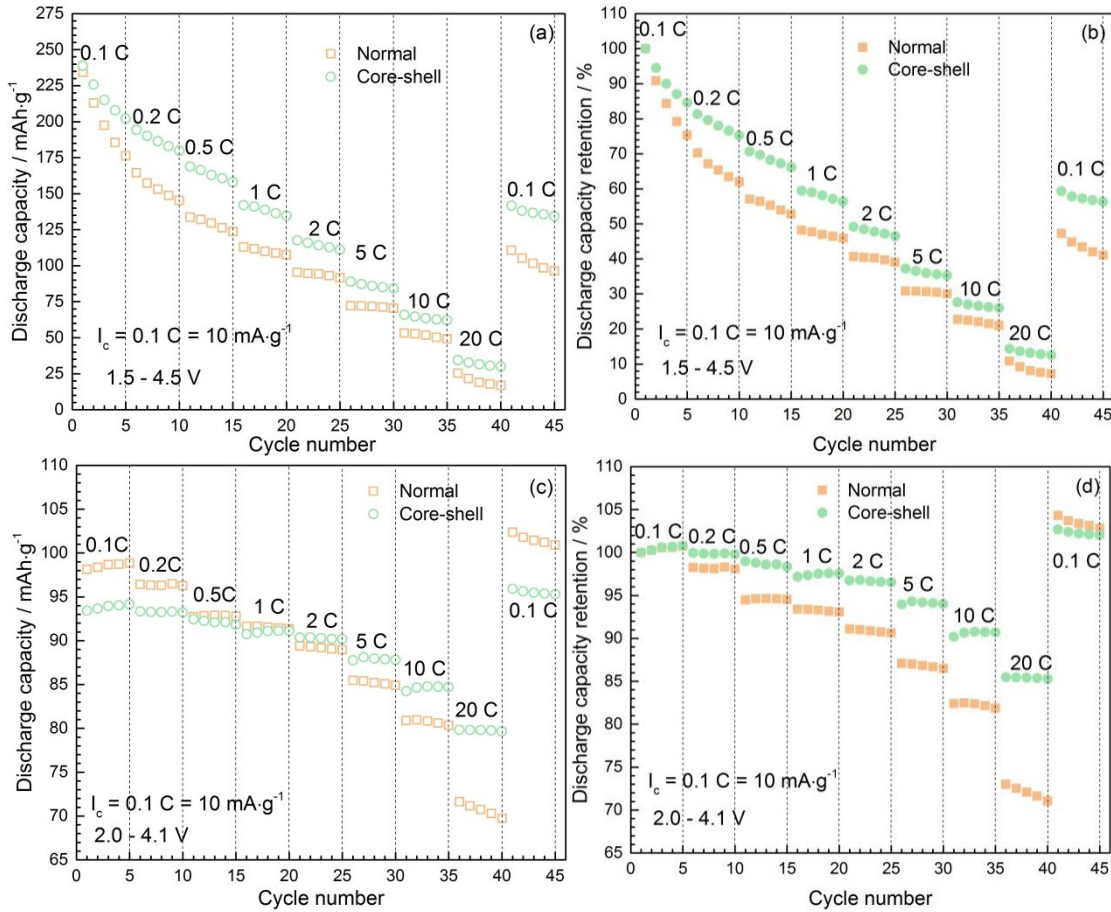 (a)
Normal
Core-shell
0.1 C
0.2 C
0.5 C
1 C
2 C
5 C
10 C
20 C
0.1 C
I_c = 0.1 C = 10 mA·g⁻¹
1.5 - 4.5 V
Discharge capacity / mAh·g⁻¹
275
250
225
200
175
150
125
100
75
50
25
0
0 5 10 15 20 25 30 35 40 45
Cycle number
(b)
Normal
Core-shell
0.1 C
0.2 C
0.5 C
1 C
2 C
5 C
10 C
20 C
0.1 C
I_c = 0.1 C = 10 mA·g⁻¹
1.5 - 4.5 V
Discharge capacity retention / %
110
100
90
80
70
60
50
40
30
20
10
0
0 5 10 15 20 25 30 35 40 45
Cycle number
(c)
Normal
Core-shell
0.1C
0.2C
0.5C
1 C
2 C
5 C
10 C
20 C
0.1 C
I_c = 0.1 C = 10 mA·g⁻¹
2.0 - 4.1 V
Discharge capacity / mAh·g⁻¹
110
105
100
95
90
85
80
75
70
65
0 5 10 15 20 25 30 35 40 45
Cycle number
(d)
Normal
Core-shell
0.1 C
0.2 C
0.5 C
1 C
2 C
5 C
10 C
20 C
0.1 C
I_c = 0.1 C = 10 mA·g⁻¹
2.0 - 4.1 V
Discharge capacity retention / %
110
105
100
95
90
85
80
75
70
65
0 5 10 15 20 25 30 35 40 45
Cycle number